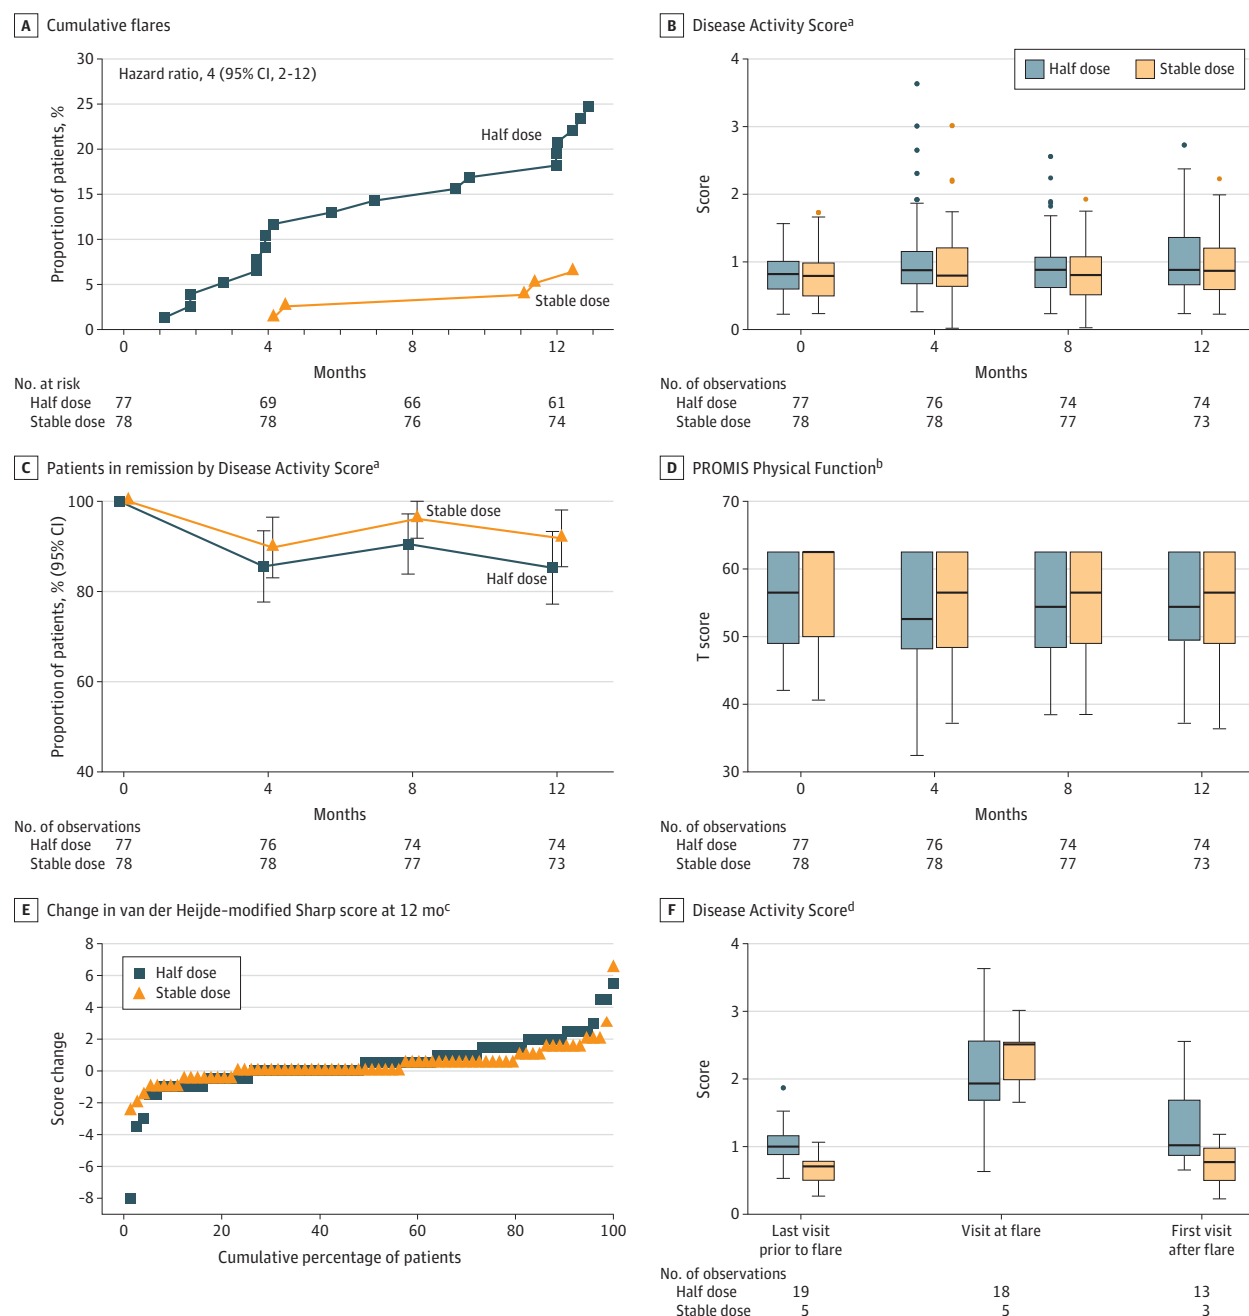 A Cumulative flares
30
25
20
15
10
5
0
Proportion of patients, %
Hazard ratio, 4 (95% CI, 2-12)
Half dose
Stable dose
0 4 8 12
Months
No. at risk
Half dose 77 69 66 61
Stable dose 78 78 76 74
B Disease Activity Scoreᵃ
Half dose Stable dose
4
3
2
1
0
Score
0 4 8 12
Months
No. of observations
Half dose 77 76 74 74
Stable dose 78 78 77 73
C Patients in remission by Disease Activity Scoreᵃ
100
80
60
40
Proportion of patients, % (95% CI)
Stable dose
Half dose
0 4 8 12
Months
No. of observations
Half dose 77 76 74 74
Stable dose 78 78 77 73
D PROMIS Physical Functionᵇ
70
60
50
40
30
T score
0 4 8 12
Months
No. of observations
Half dose 77 76 74 74
Stable dose 78 78 77 73
E Change in van der Heijde-modified Sharp score at 12 moᶜ
8
6
4
2
0
-2
-4
-6
-8
Score change
Half dose
Stable dose
0 20 40 60 80 100
Cumulative percentage of patients
F Disease Activity Scoreᵈ
4
3
2
1
0
Score
Last visit Visit at flare First visit
prior to flare after flare
No. of observations
Half dose 19 18 13
Stable dose 5 5 3